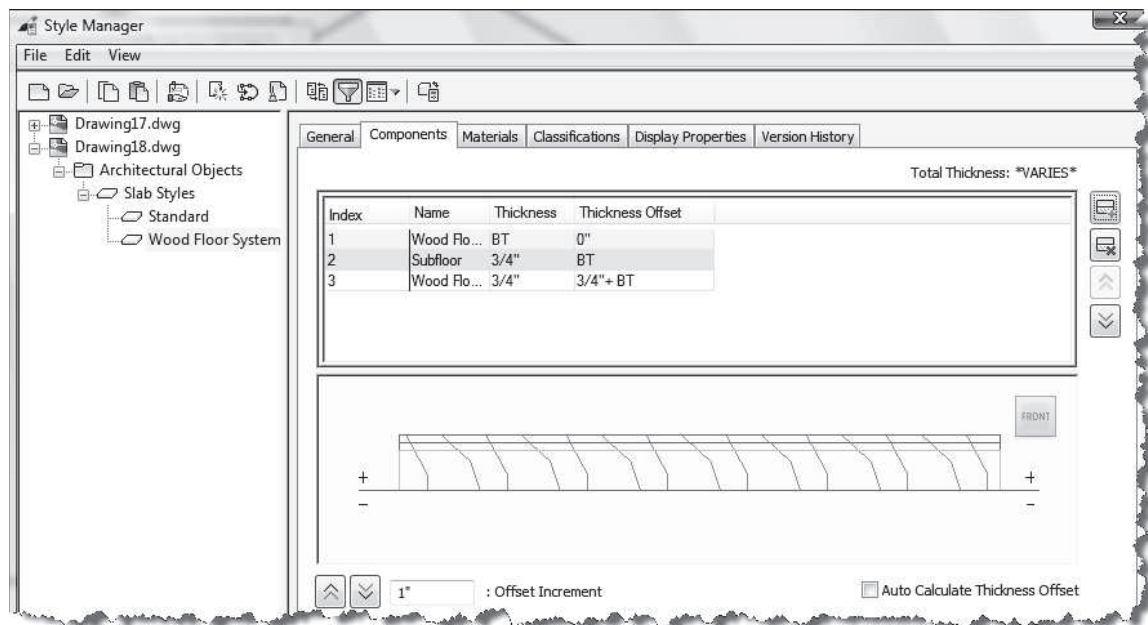 Style Manager
File Edit View
Drawing17.dwg
Drawing18.dwg
Architectural Objects
Slab Styles
Standard
Wood Floor System
General Components Materials Classifications Display Properties Version History
Total Thickness: *VARIES*
Index Name Thickness Thickness Offset
1 Wood Flo... BT 0"
2 Subfloor 3/4" BT
3 Wood Flo... 3/4" 3/4"+ BT
FRONT
+ +
– –
1" : Offset Increment Auto Calculate Thickness Offset